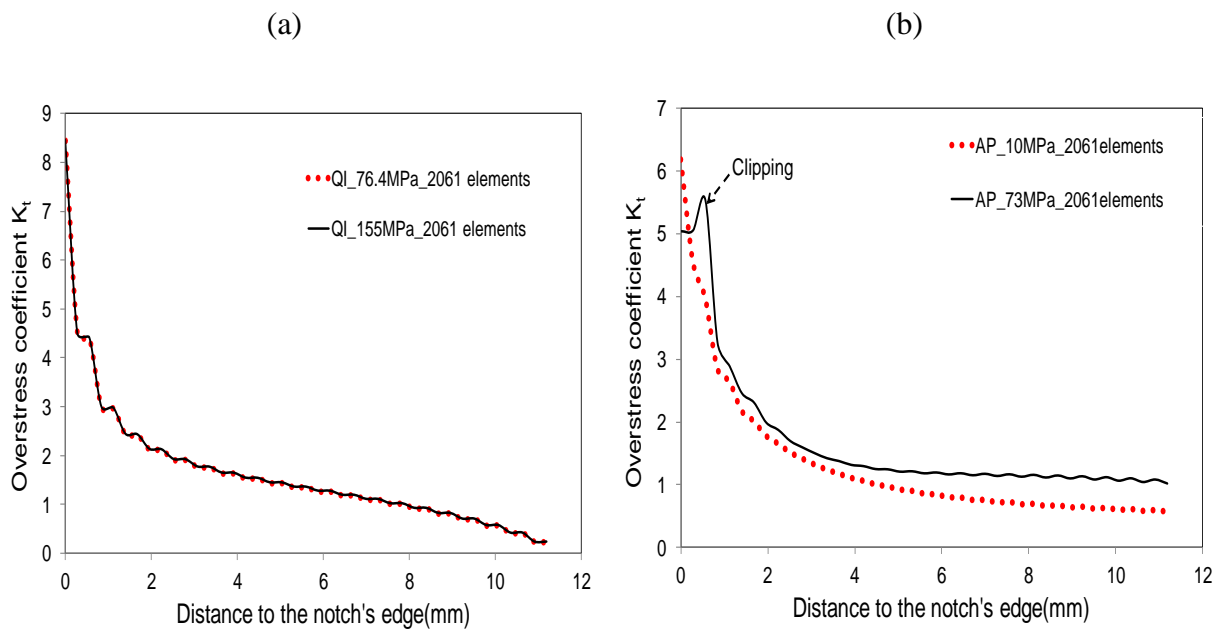 (a)
(b)
9
8
7
6
5
4
3
2
1
0
Overstress coefficient Kt
QI_76.4MPa_2061 elements
QI_155MPa_2061 elements
0 2 4 6 8 10 12
Distance to the notch's edge(mm)
7
6
5
4
3
2
1
0
Overstress coefficient Kt
AP_10MPa_2061elements
Clipping
AP_73MPa_2061elements
0 2 4 6 8 10 12
Distance to the notch's edge(mm)